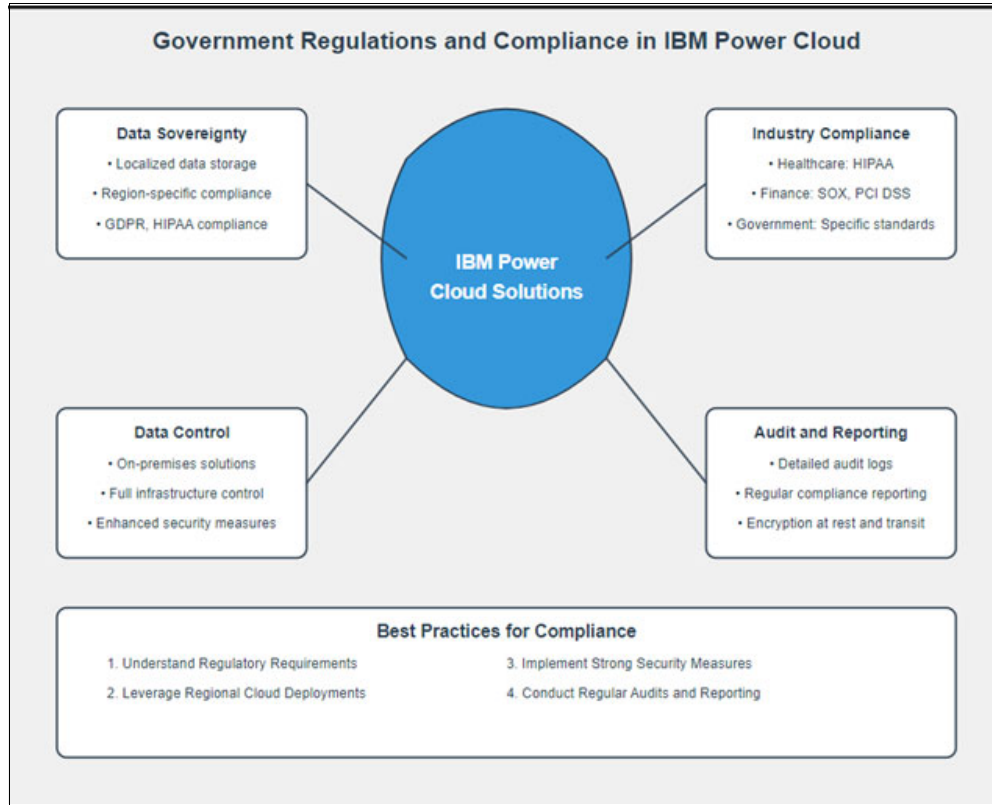 Government Regulations and Compliance in IBM Power Cloud
Data Sovereignty
• Localized data storage
• Region-specific compliance
• GDPR, HIPAA compliance
Industry Compliance
• Healthcare: HIPAA
• Finance: SOX, PCI DSS
• Government: Specific standards
IBM Power
Cloud Solutions
Data Control
• On-premises solutions
• Full infrastructure control
• Enhanced security measures
Audit and Reporting
• Detailed audit logs
• Regular compliance reporting
• Encryption at rest and transit
Best Practices for Compliance
1. Understand Regulatory Requirements
2. Leverage Regional Cloud Deployments
3. Implement Strong Security Measures
4. Conduct Regular Audits and Reporting